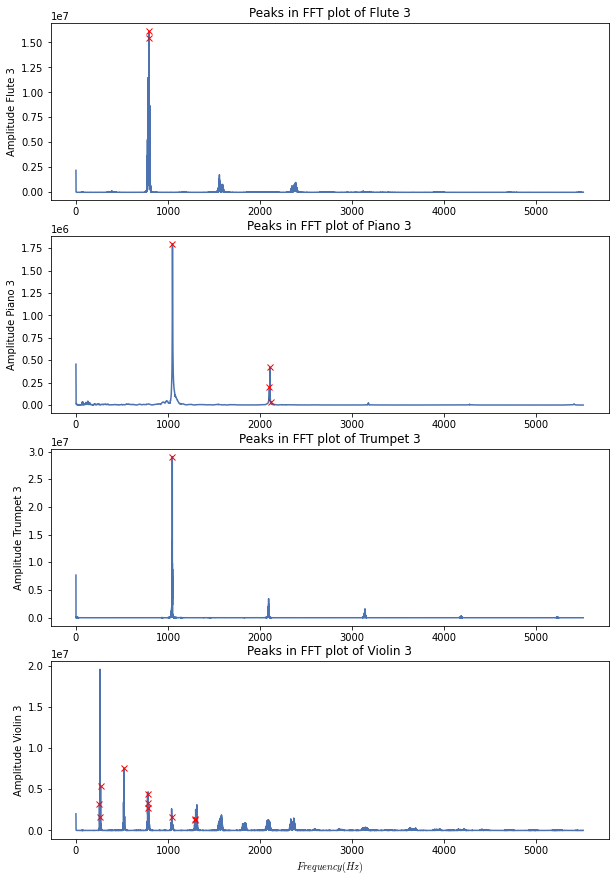 Peaks in FFT plot of Flute 3
1e7
Amplitude Flute 3
1.50
1.25
1.00
0.75
0.50
0.25
0.00
0 1000 2000 3000 4000 5000
Peaks in FFT plot of Piano 3
1e6
Amplitude Piano 3
1.75
1.50
1.25
1.00
0.75
0.50
0.25
0.00
0 1000 2000 3000 4000 5000
Peaks in FFT plot of Trumpet 3
1e7
Amplitude Trumpet 3
3.0
2.5
2.0
1.5
1.0
0.5
0.0
0 1000 2000 3000 4000 5000
Peaks in FFT plot of Violin 3
1e7
Amplitude Violin 3
2.0
1.5
1.0
0.5
0.0
0 1000 2000 3000 4000 5000
Frequency(Hz)